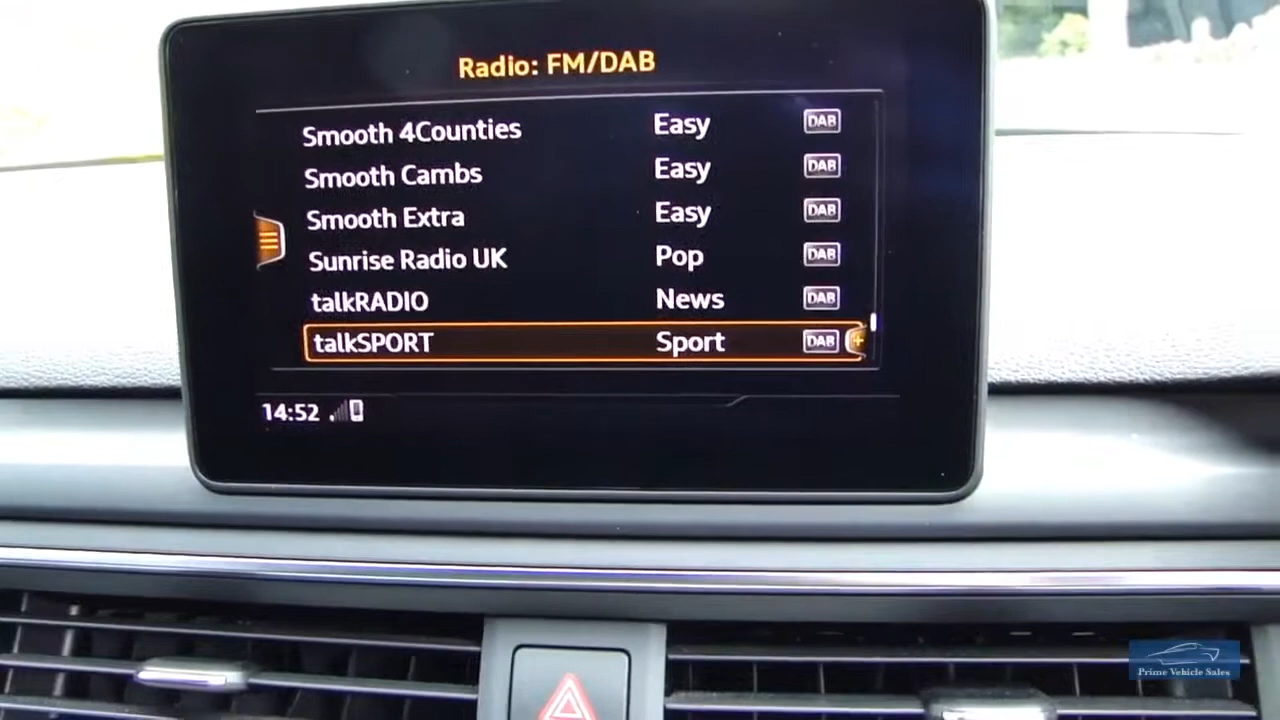 Radio: FM/DAB
Smooth 4Counties Easy DAB
Smooth Cambs Easy DAB
Smooth Extra Easy DAB
Sunrise Radio UK Pop DAB
talkRADIO News DAB
talkSPORT Sport DAB
14:52
Prime Vehicle Sales